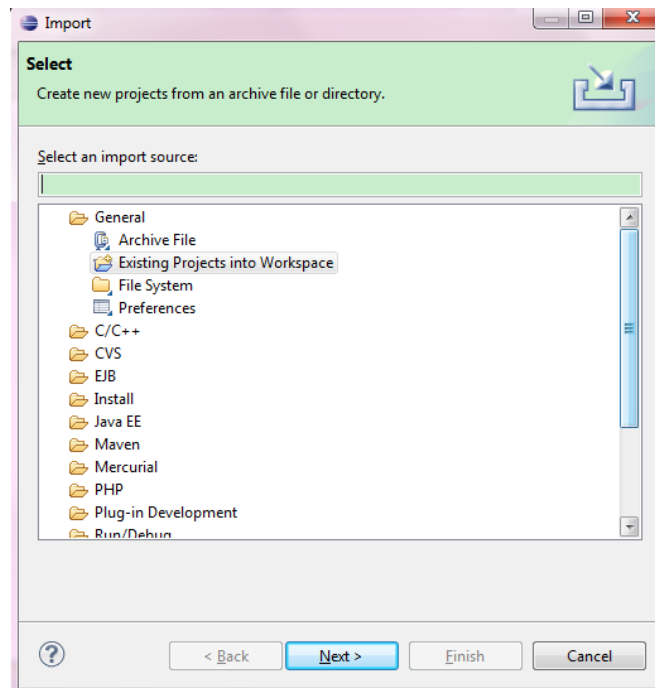 Import
Select
Create new projects from an archive file or directory.
Select an import source:
General
Archive File
Existing Projects into Workspace
File System
Preferences
C/C++
CVS
EJB
Install
Java EE
Maven
Mercurial
PHP
Plug-in Development
Run/Debug
< Back Next > Finish Cancel